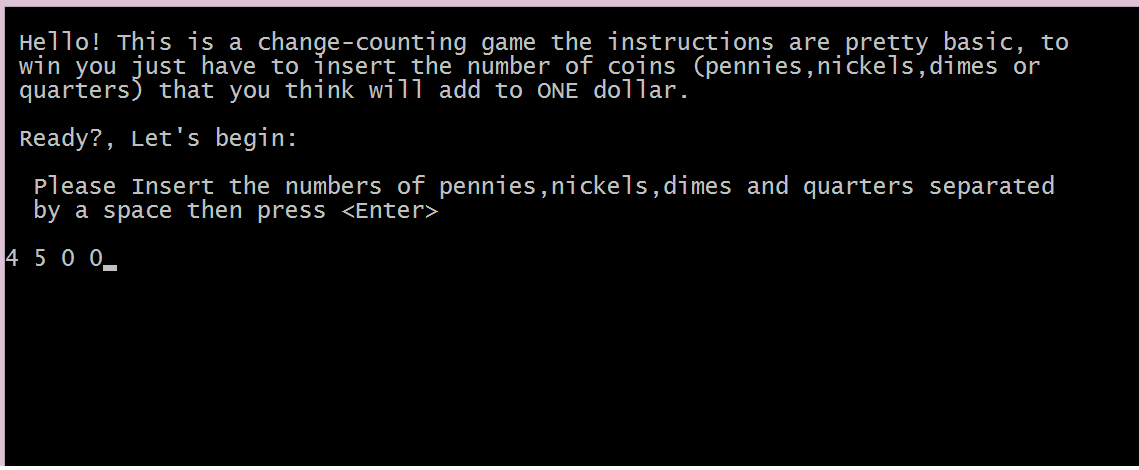 Hello! This is a change-counting game the instructions are pretty basic, to
win you just have to insert the number of coins (pennies,nickels,dimes or
quarters) that you think will add to ONE dollar.
Ready?, Let's begin:
Please Insert the numbers of pennies,nickels,dimes and quarters separated
by a space then press <Enter>
4 5 0 0_